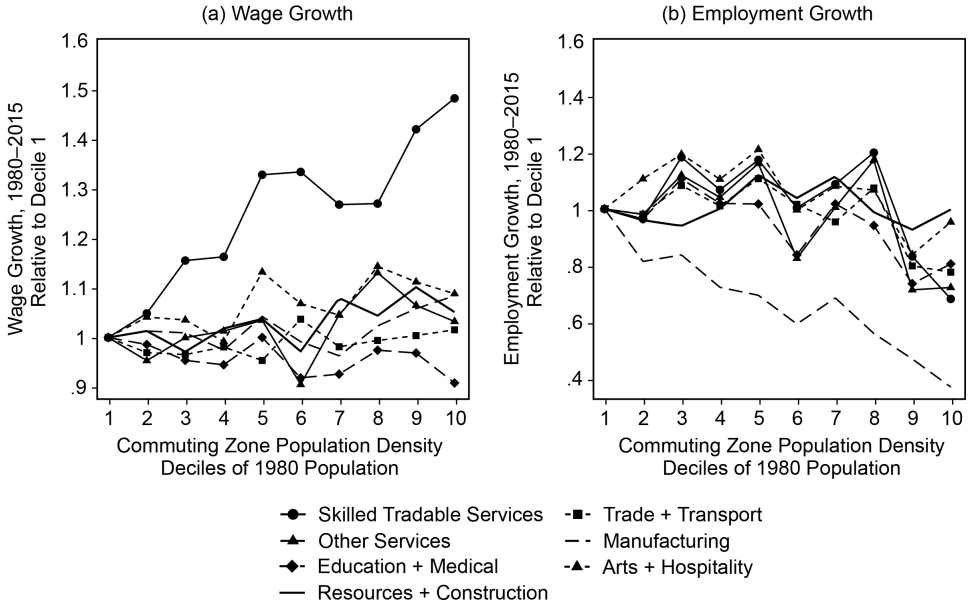 (a) Wage Growth
Wage Growth, 1980–2015
Relative to Decile 1
1.6
1.5
1.4
1.3
1.2
1.1
1
.9
1 2 3 4 5 6 7 8 9 10
Commuting Zone Population Density
Deciles of 1980 Population
(b) Employment Growth
Employment Growth, 1980–2015
Relative to Decile 1
1.6
1.4
1.2
1
.8
.6
.4
1 2 3 4 5 6 7 8 9 10
Commuting Zone Population Density
Deciles of 1980 Population
Skilled Tradable Services
Other Services
Education + Medical
Resources + Construction
Trade + Transport
Manufacturing
Arts + Hospitality